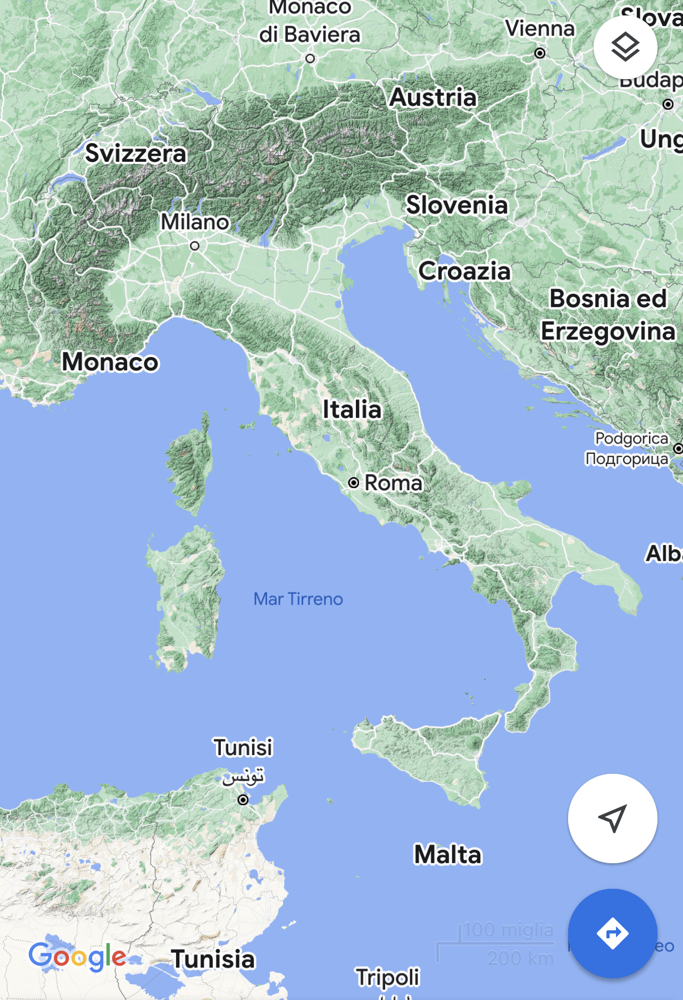 Monaco
di Baviera
Vienna
Slova
Budap
Austria
Ung
Svizzera
Slovenia
Milano
Croazia
Bosnia ed
Erzegovina
Monaco
Italia
Podgorica
Подгорица
Roma
Alba
Mar Tirreno
Tunisi
تونس
Malta
100 miglia
200 km
eo
Google
Tunisia
Tripoli